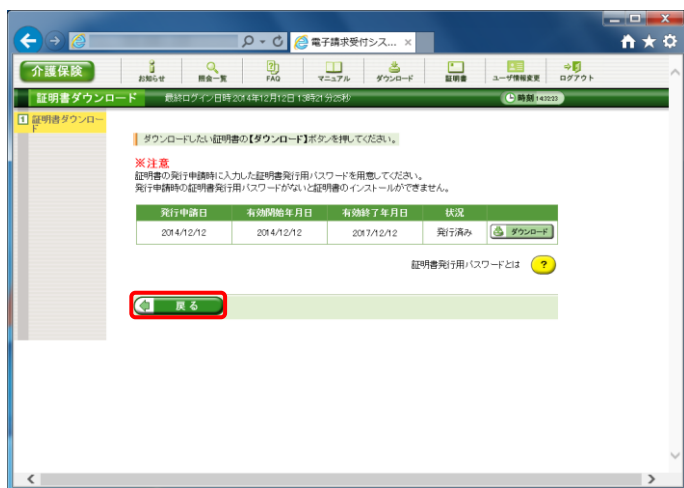 電子請求受付シス... ×
介護保険
お知らせ 照会一覧 FAQ マニュアル ダウンロード 証明書 ユーザ情報変更 ログアウト
証明書ダウンロード 最終ログイン日時:2014年12月12日 13時21分25秒 時刻 14:22:23
1 証明書ダウンロー
ド
ダウンロードしたい証明書の【ダウンロード】ボタンを押してください。
※注意
証明書の発行申請時に入力した証明書発行用パスワードを用意してください。
発行申請時の証明書発行用パスワードがないと証明書のインストールができません。
発行申請日 有効開始年月日 有効終了年月日 状況
2014/12/12 2014/12/12 2017/12/12 発行済み ダウンロード
証明書発行用パスワードとは ?
戻る